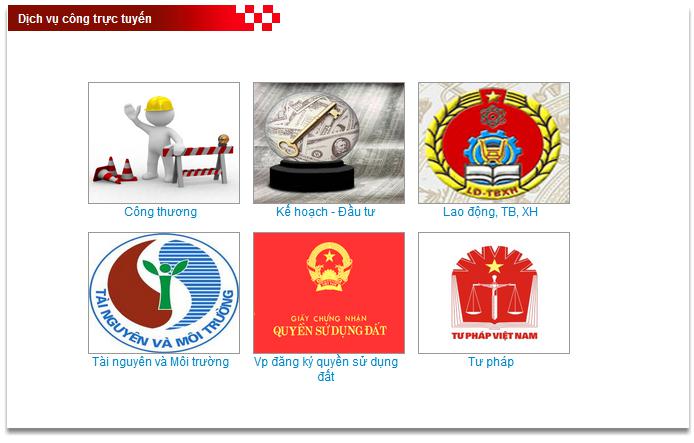 Dịch vụ công trực tuyến
LĐ-TBXH
Công thương
Kế hoạch - Đầu tư
Lao động, TB, XH
TÀI NGUYÊN VÀ MÔI TRƯỜNG
GIẤY CHỨNG NHẬN
QUYỀN SỬ DỤNG ĐẤT
TƯ PHÁP VIỆT NAM
Tài nguyên và Môi trường
Vp đăng ký quyền sử dụng
đất
Tư pháp